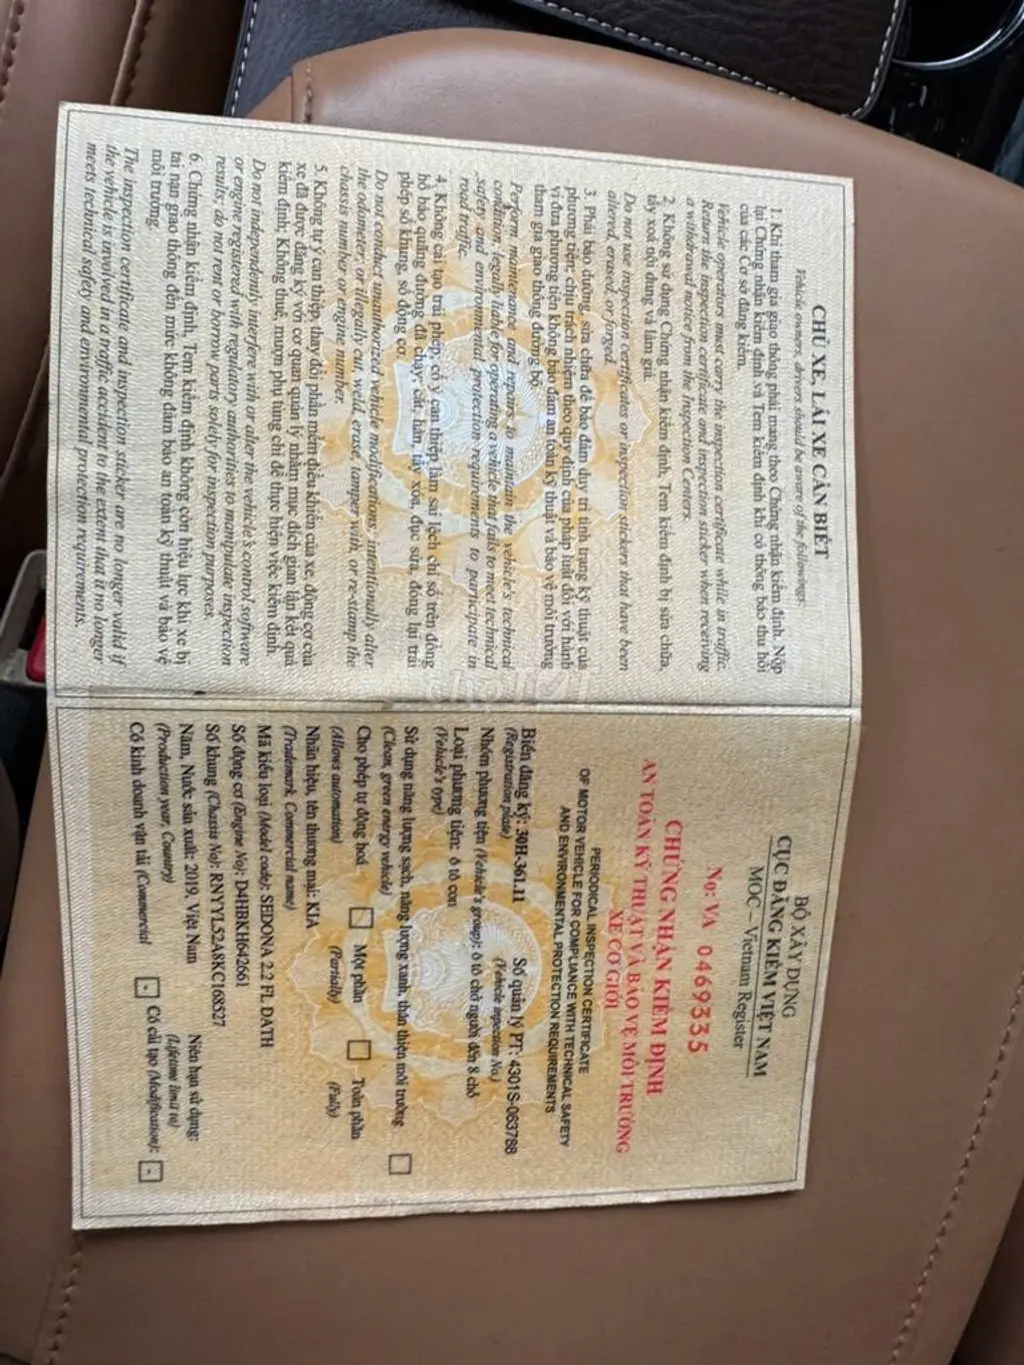 CHỦ XE, LÁI XE CẦN BIẾT
Vehicle owners, drivers should be aware of the followings:
1. Khi tham gia giao thông phải mang theo Chứng nhận kiểm định. Nộp
lại Chứng nhận kiểm định và Tem kiểm định khi có thông báo thu hồi
của các Cơ sở đăng kiểm.
Vehicle operators must carry the inspection certificate while in traffic.
Return the inspection certificate and inspection sticker when receiving
a withdrawal notice from the Inspection Centers.
2. Không sử dụng Chứng nhận kiểm định, Tem kiểm định bị sửa chữa,
tẩy xoá nội dung và làm giả.
Do not use inspection certificates or inspection stickers that have been
altered, erased, or forged.
3. Phải bảo dưỡng, sửa chữa để bảo đảm duy trì tình trạng kỹ thuật của
phương tiện; chịu trách nhiệm theo quy định của pháp luật đối với hành
vi đưa phương tiện không bảo đảm an toàn kỹ thuật và bảo vệ môi trường
tham gia giao thông đường bộ.
Perform maintenance and repairs to maintain the vehicle's technical
condition; legally liable for operating a vehicle that fails to meet technical
safety and environmental protection requirements to participate in
road traffic.
4. Không cải tạo trái phép; cố ý can thiệp làm sai lệch chỉ số trên đồng
hồ báo quãng đường đã chạy; cắt, hàn, tẩy, xóa, đục sửa, đóng lại trái
phép số khung, số động cơ.
Do not conduct unauthorized vehicle modifications; intentionally alter
the odometer; or illegally cut, weld, erase, tamper with, or re-stamp the
chassis number or engine number.
5. Không tự ý can thiệp, thay đổi phần mềm điều khiển của xe, động cơ của
xe đã được đăng ký với cơ quan quản lý nhằm mục đích gian lận kết quả
kiểm định; Không thuê, mượn phụ tùng chỉ để thực hiện việc kiểm định.
Do not independently interfere with or alter the vehicle's control software
or engine registered with regulatory authorities to manipulate inspection
results; do not rent or borrow parts solely for inspection purposes.
6. Chứng nhận kiểm định, Tem kiểm định không còn hiệu lực khi xe bị
tai nạn giao thông đến mức không đảm bảo an toàn kỹ thuật và bảo vệ
môi trường.
The inspection certificate and inspection sticker are no longer valid if
the vehicle is involved in a traffic accident to the extent that it no longer
meets technical safety and environmental protection requirements.
BỘ XÂY DỰNG
CỤC ĐĂNG KIỂM VIỆT NAM
MOC – Vietnam Register
No: VA 0469335
CHỨNG NHẬN KIỂM ĐỊNH
AN TOÀN KỸ THUẬT VÀ BẢO VỆ MÔI TRƯỜNG
XE CƠ GIỚI
PERIODICAL INSPECTION CERTIFICATE
OF MOTOR VEHICLE FOR COMPLIANCE WITH TECHNICAL SAFETY
AND ENVIRONMENTAL PROTECTION REQUIREMENTS
Biển đăng ký: 30H-361.11 Số quản lý PT: 4301S-063788
(Registration plate) (Vehicle inpection No.)
Nhóm phương tiện (Vehicle's group): ô tô chở người đến 8 chỗ
Loại phương tiện: ô tô con
(Vehicle's type)
Sử dụng năng lượng sạch, năng lượng xanh, thân thiện môi trường
(Clean, green energy vehicle)
Cho phép tự động hoá Một phần Toàn phần
(Allows automation) (Partially) (Fully)
Nhãn hiệu, tên thương mại: KIA
(Trademark, Commercial name)
Mã kiểu loại (Model code): SEDONA 2.2 FL DATH
Số động cơ (Engine No): D4HBKH642661
Số khung (Chassis No): RNYYL52A8KC168527
Năm, Nước sản xuất: 2019, Việt Nam Niên hạn sử dụng:
(Production year, Country) (Lifetime limit to)
Có kinh doanh vận tải (Commercial - Có cải tạo (Modification): -